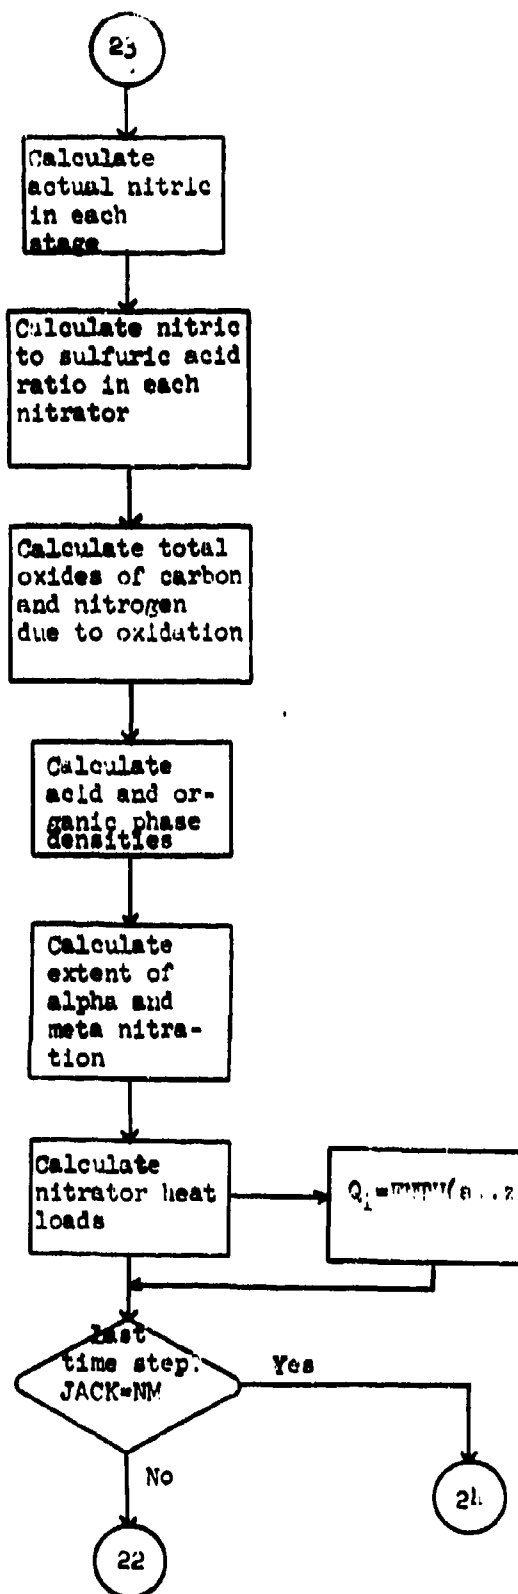 23
Calculate
actual nitric
in each
stage
Calculate nitric
to sulfuric acid
ratio in each
nitrator
Calculate total
oxides of carbon
and nitrogen
due to oxidation
Calculate
acid and or-
ganic phase
densities
Calculate
extent of
alpha and
meta nitra-
tion
Calculate
nitrator heat
loads
last
time step?
JACK=NM
Yes
No
24
22